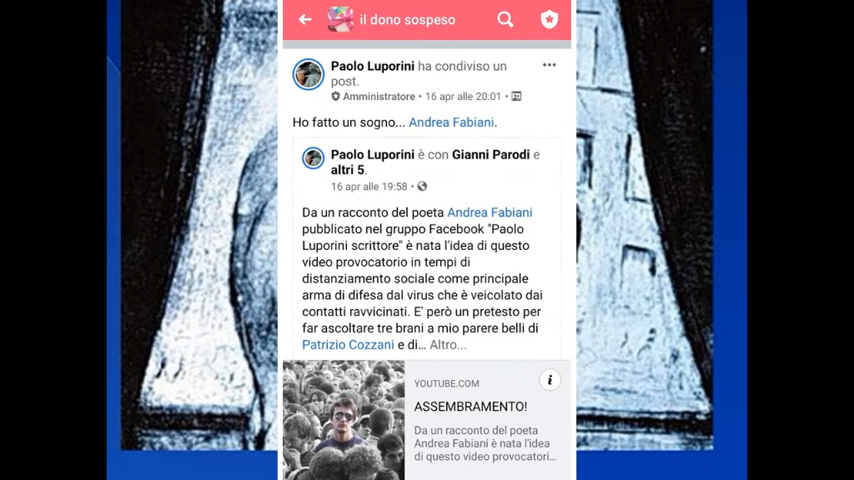 il dono sospeso
Paolo Luporini ha condiviso un
post.
Amministratore • 16 apr alle 20:01 •
Ho fatto un sogno... Andrea Fabiani.
Paolo Luporini è con Gianni Parodi e
altri 5.
16 apr alle 19:58 •
Da un racconto del poeta Andrea Fabiani
pubblicato nel gruppo Facebook "Paolo
Luporini scrittore" è nata l'idea di questo
video provocatorio in tempi di
distanziamento sociale come principale
arma di difesa dal virus che è veicolato dai
contatti ravvicinati. E' però un pretesto per
far ascoltare tre brani a mio parere belli di
Patrizio Cozzani e di... Altro...
YOUTUBE.COM
ASSEMBRAMENTO!
Da un racconto del poeta
Andrea Fabiani è nata l'idea
di questo video provocatori...